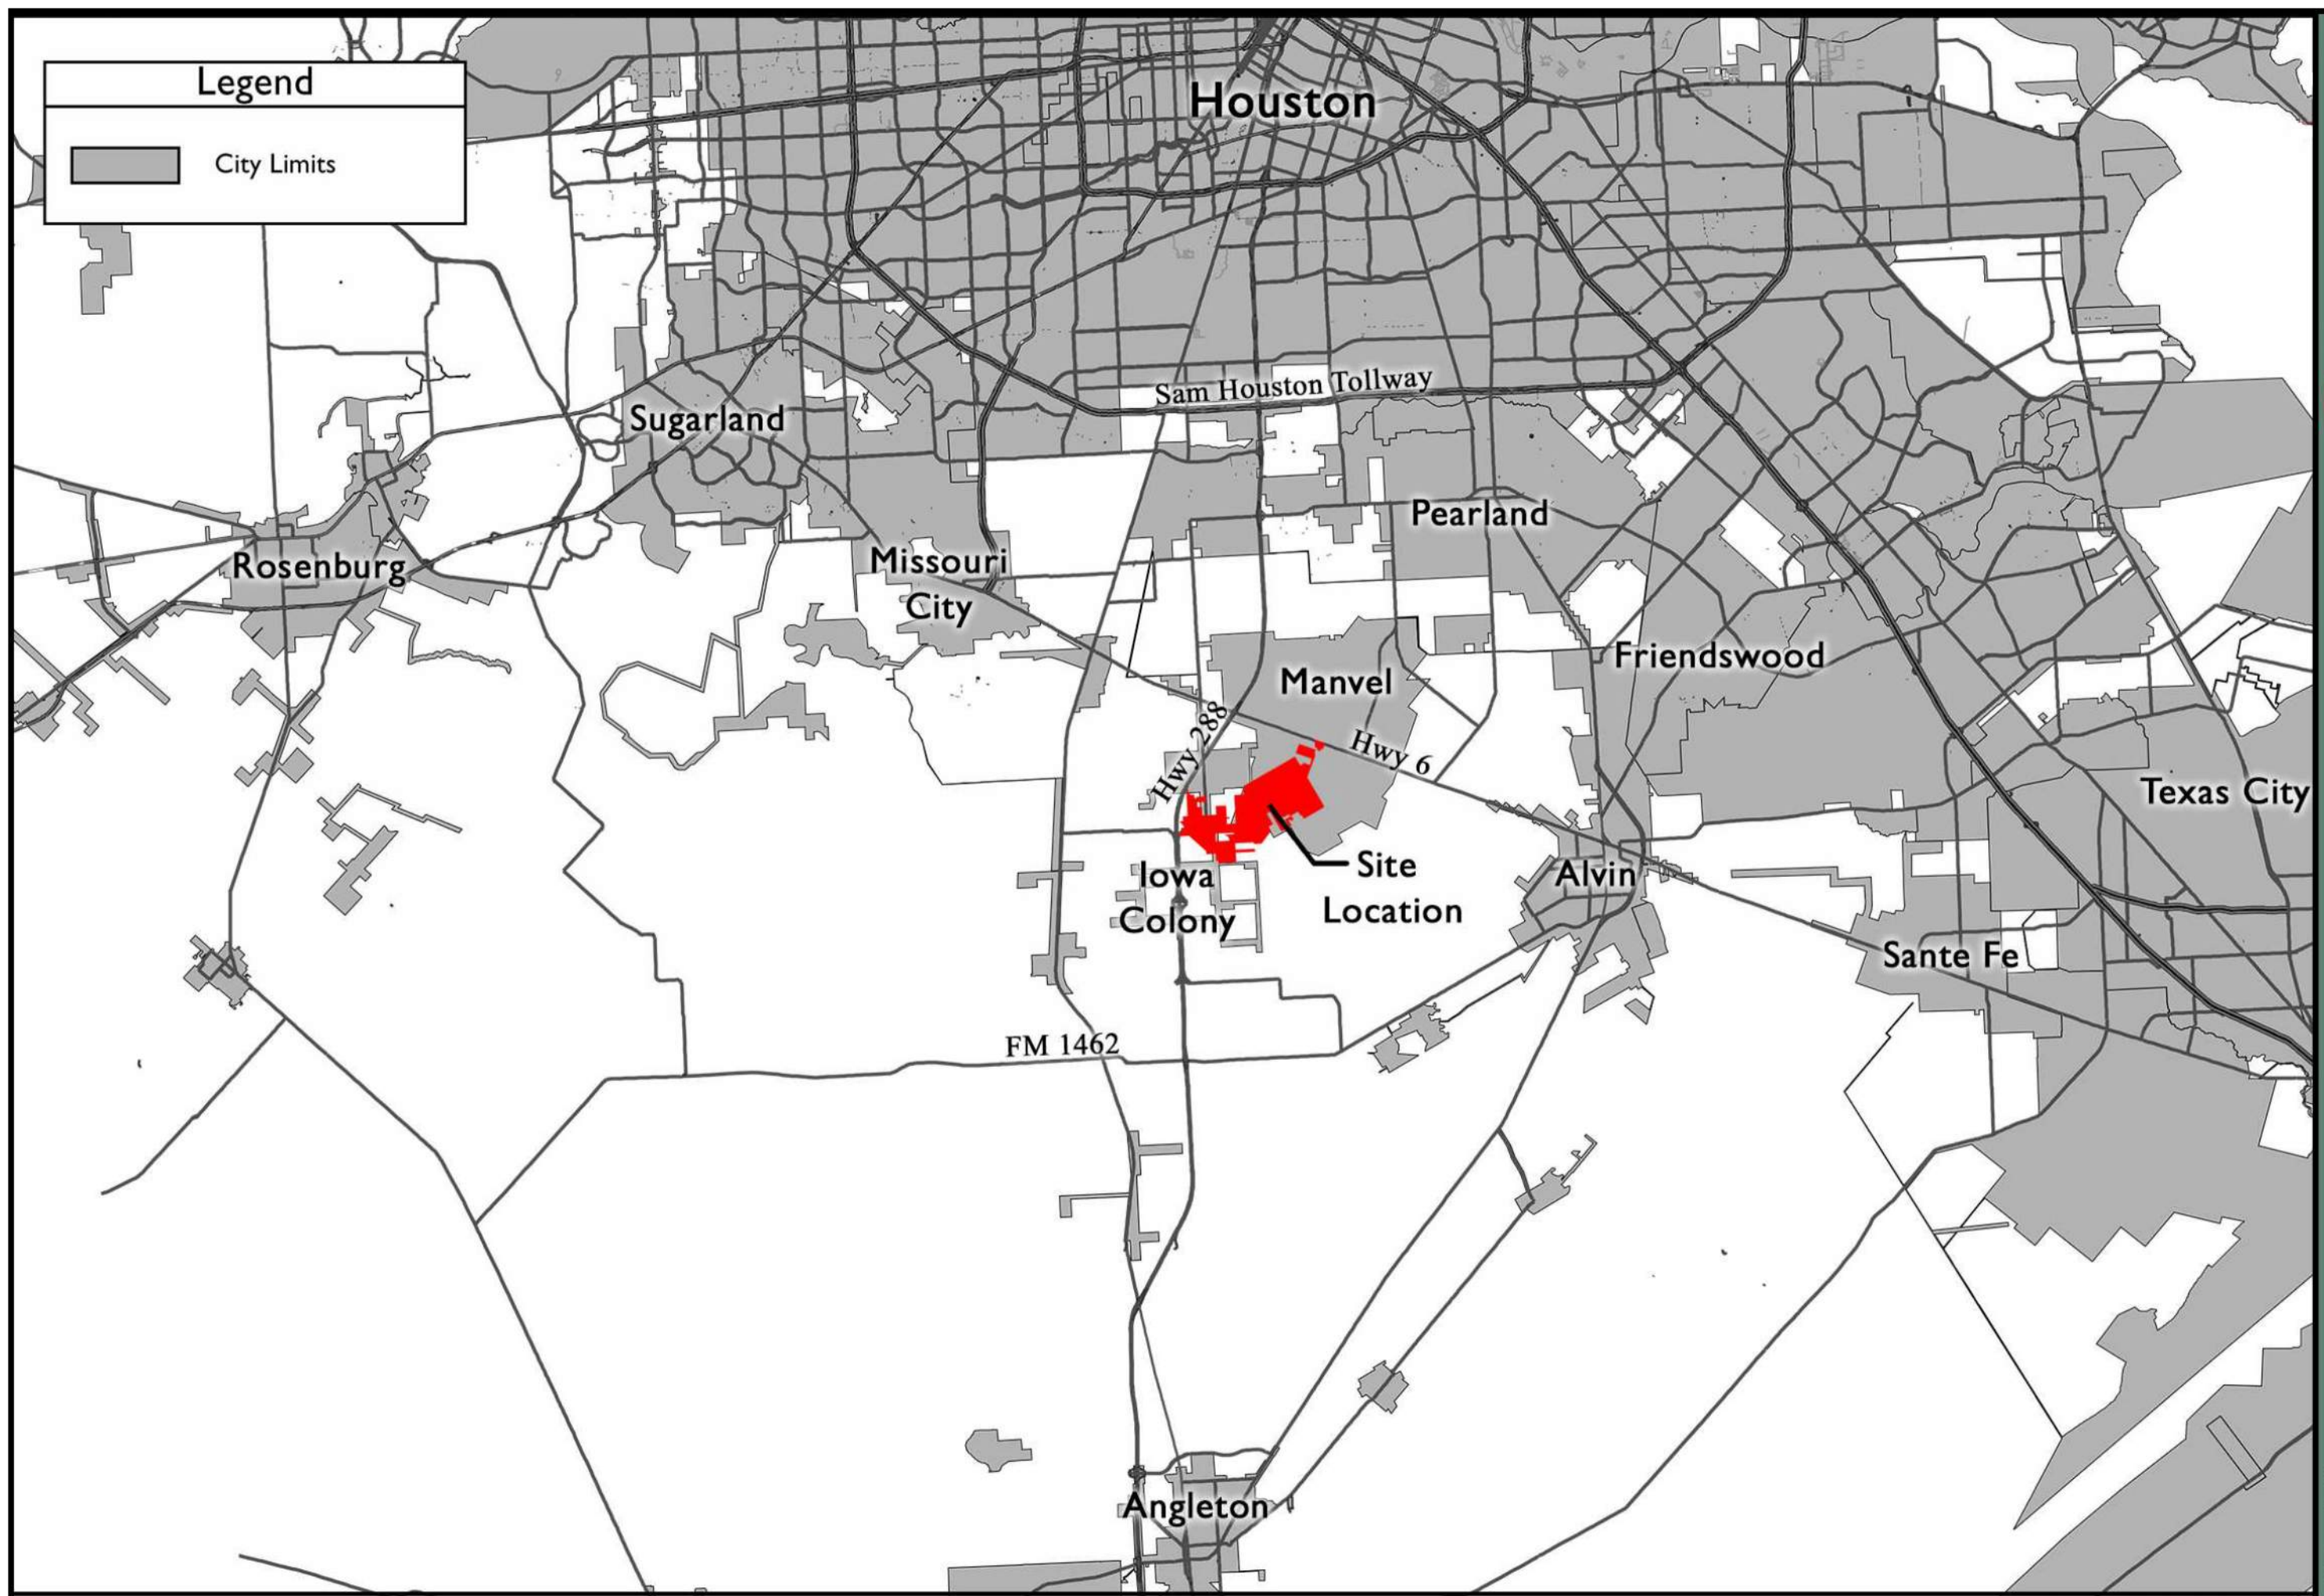 Legend
City Limits
Houston
Sam Houston Tollway
Sugarland
Pearland
Rosenburg
Missouri
City
Friendswood
Manvel
Hwy 288
Hwy 6
Texas City
Site
Location
Iowa
Colony
Alvin
Sante Fe
FM 1462
Angleton